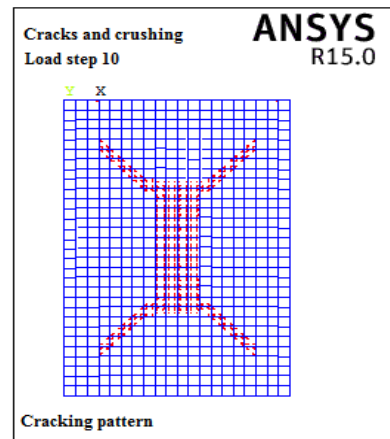 Cracks and crushing
ANSYS
Load step 10
R15.0
Y X
Cracking pattern